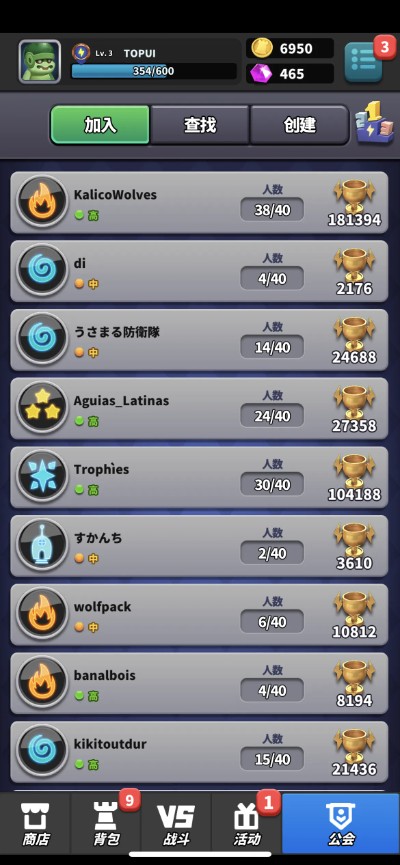 Lv. 3 TOPUI
354/600
6950
465
3
加入 查找 创建
1
2 3
KalicoWolves
高
人数
38/40
181394
di
中
人数
4/40
2176
うさまる防衛隊
中
人数
14/40
24688
Aguias_Latinas
高
人数
24/40
27358
Trophìes
高
人数
30/40
104188
すかんち
中
人数
2/40
3610
wolfpack
中
人数
6/40
10812
banalbois
高
人数
4/40
8194
kikitoutdur
高
人数
15/40
21436
9
1
VS
商店 背包 战斗 活动 公会